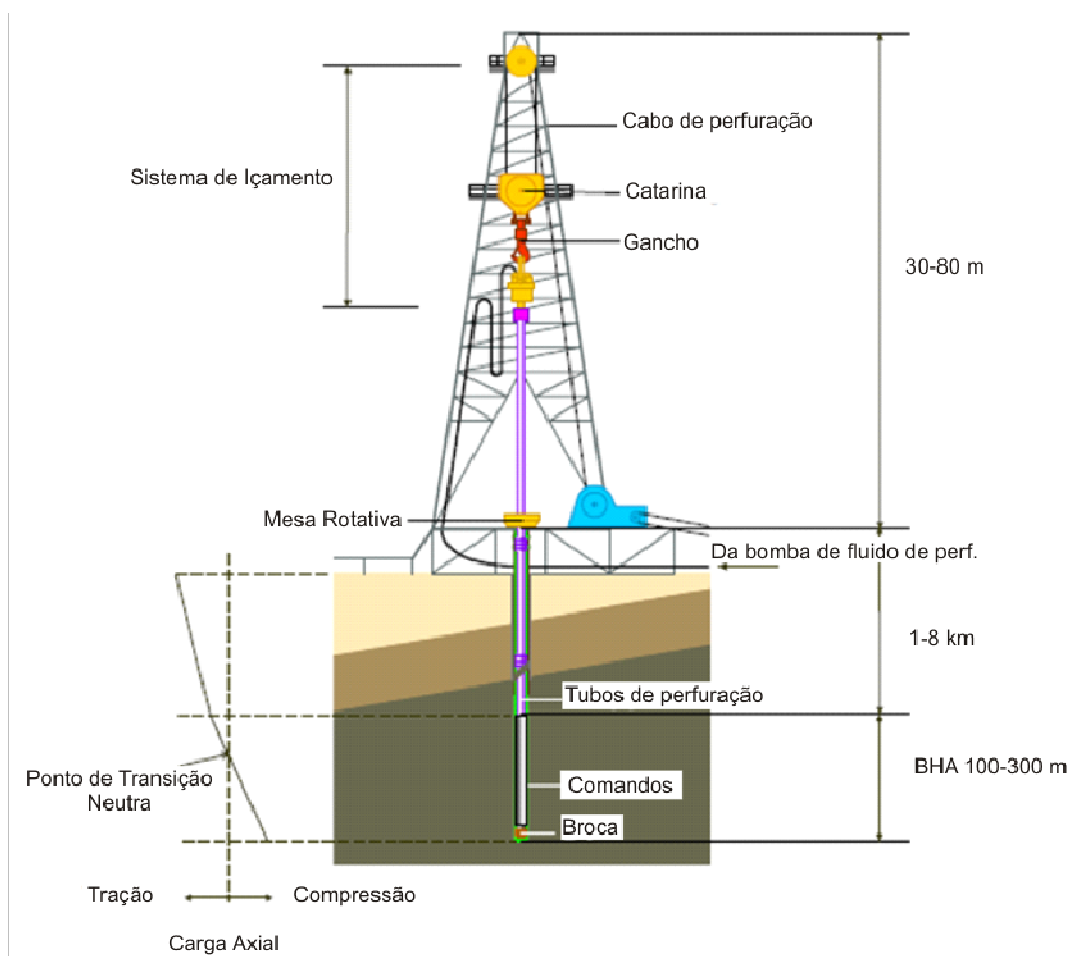 Cabo de perfuração
Sistema de Içamento
Catarina
Gancho
30-80 m
Mesa Rotativa
Da bomba de fluido de perf.
1-8 km
Tubos de perfuração
Ponto de Transição
Neutra
BHA 100-300 m
Comandos
Broca
Tração
Compressão
Carga Axial